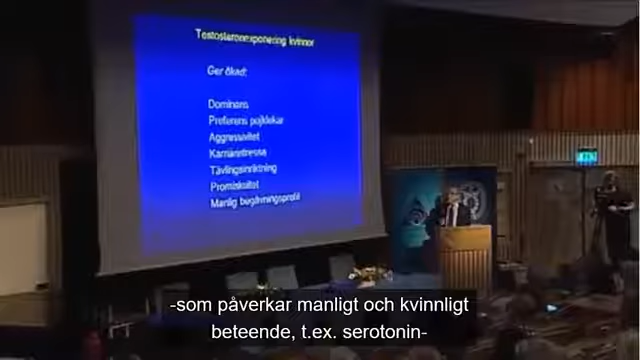 Testosteronexponering kvinnor
Ger ökad:
Dominans
Preferens pojklekar
Aggressivitet
Karriärintresse
Tävlingsinriktning
Promiskuitet
Manlig begåvningsprofil
-som påverkar manligt och kvinnligt
beteende, t.ex. serotonin-